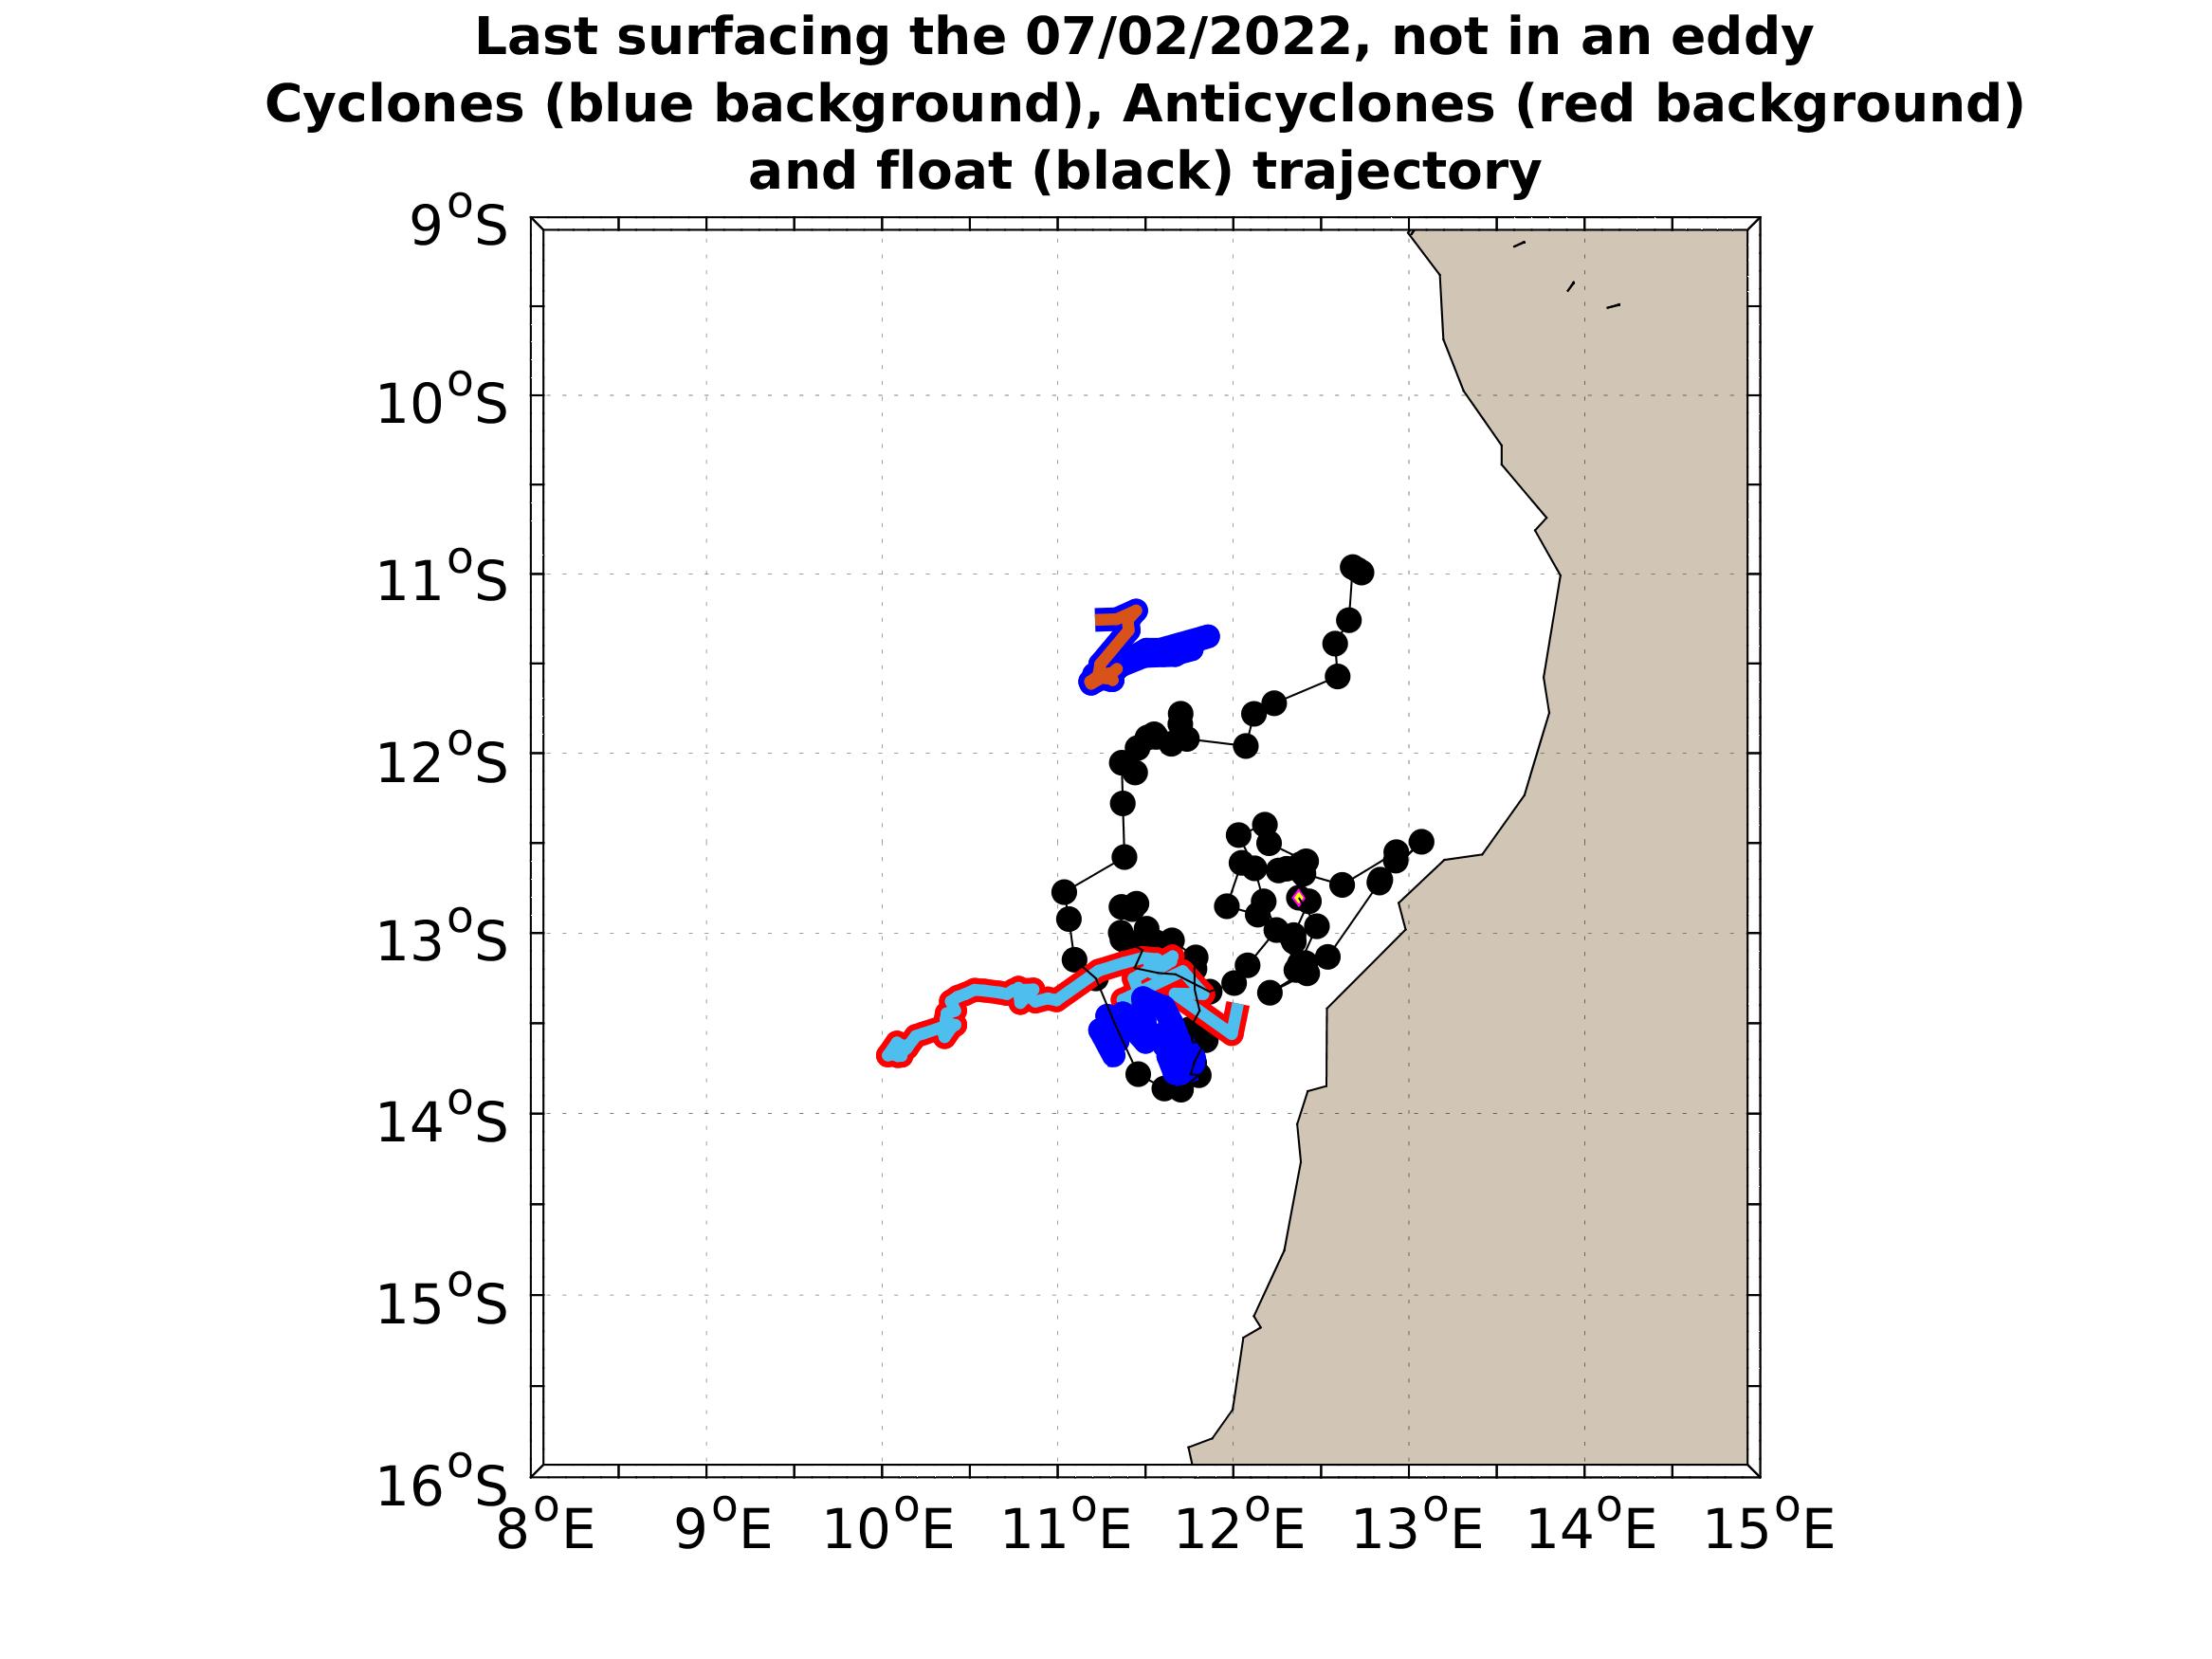 Last surfacing the 07/02/2022, not in an eddy
Cyclones (blue background), Anticyclones (red background)
and float (black) trajectory
9°S
10°S
11°S
12°S
13°S
14°S
15°S
16°S
8°E 9°E 10°E 11°E 12°E 13°E 14°E 15°E